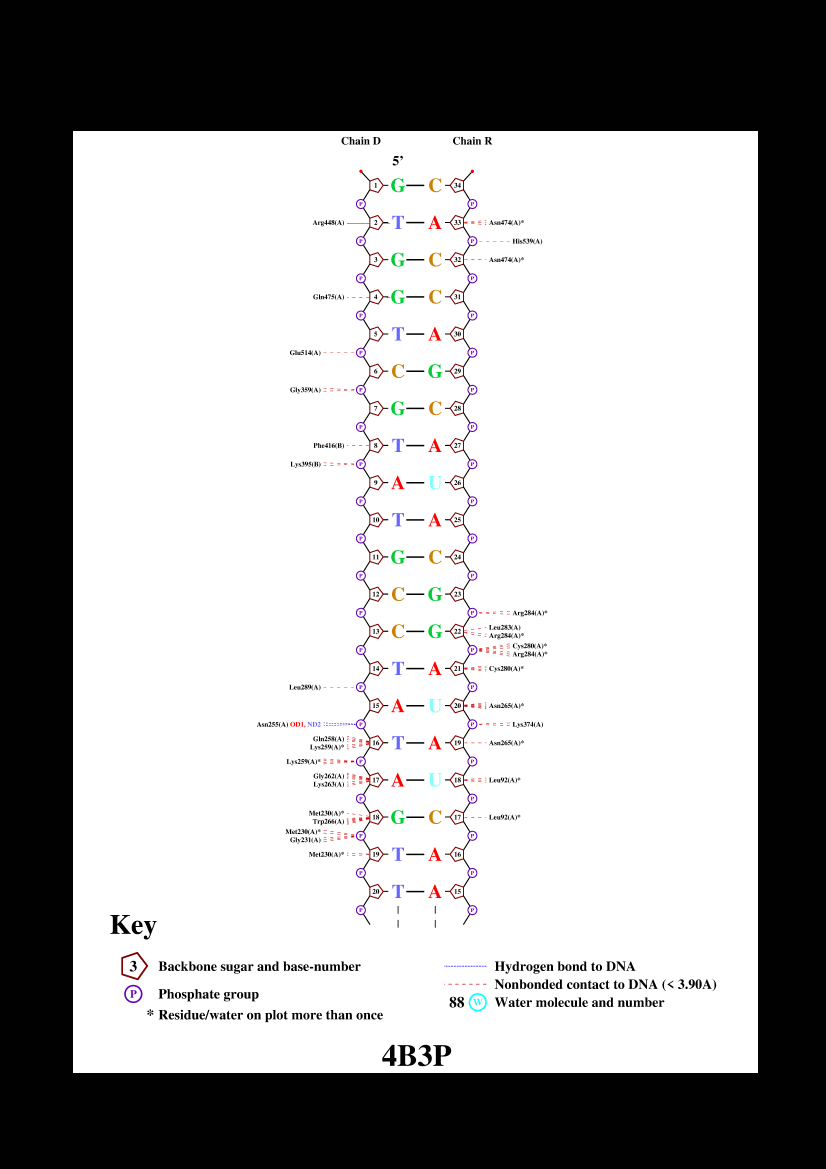 Chain D Chain R
5’
1 G C 34
P P
Arg448(A) 2 T A 33 Asn474(A)*
P P His539(A)
3 G C 32 Asn474(A)*
P P
Gln475(A) 4 G C 31
P P
5 T A 30
Glu514(A) P P
6 C G 29
Gly359(A) P P
7 G C 28
P P
Phe416(B) 8 T A 27
Lys395(B) P P
9 A U 26
P P
10 T A 25
P P
11 G C 24
P P
12 C G 23
P P Arg284(A)*
Leu283(A)
13 C G 22
Arg284(A)*
Cys280(A)*
P P
Arg284(A)*
14 T A 21 Cys280(A)*
Leu289(A) P P
15 A U 20 Asn265(A)*
Asn255(A) OD1, ND2 P P Lys374(A)
Gln258(A)
16 T A 19 Asn265(A)*
Lys259(A)*
Lys259(A)* P P
Gly262(A)
17 A U 18 Leu92(A)*
Lys263(A)
P P
Met230(A)*
18 G C 17 Leu92(A)*
Trp266(A)
Met230(A)*
P P
Gly231(A)
Met230(A)* 19 T A 16
P P
20 T A 15
P P
Key
3 Backbone sugar and base-number
P Phosphate group
* Residue/water on plot more than once
Hydrogen bond to DNA
Nonbonded contact to DNA (< 3.90A)
88 W Water molecule and number
4B3P